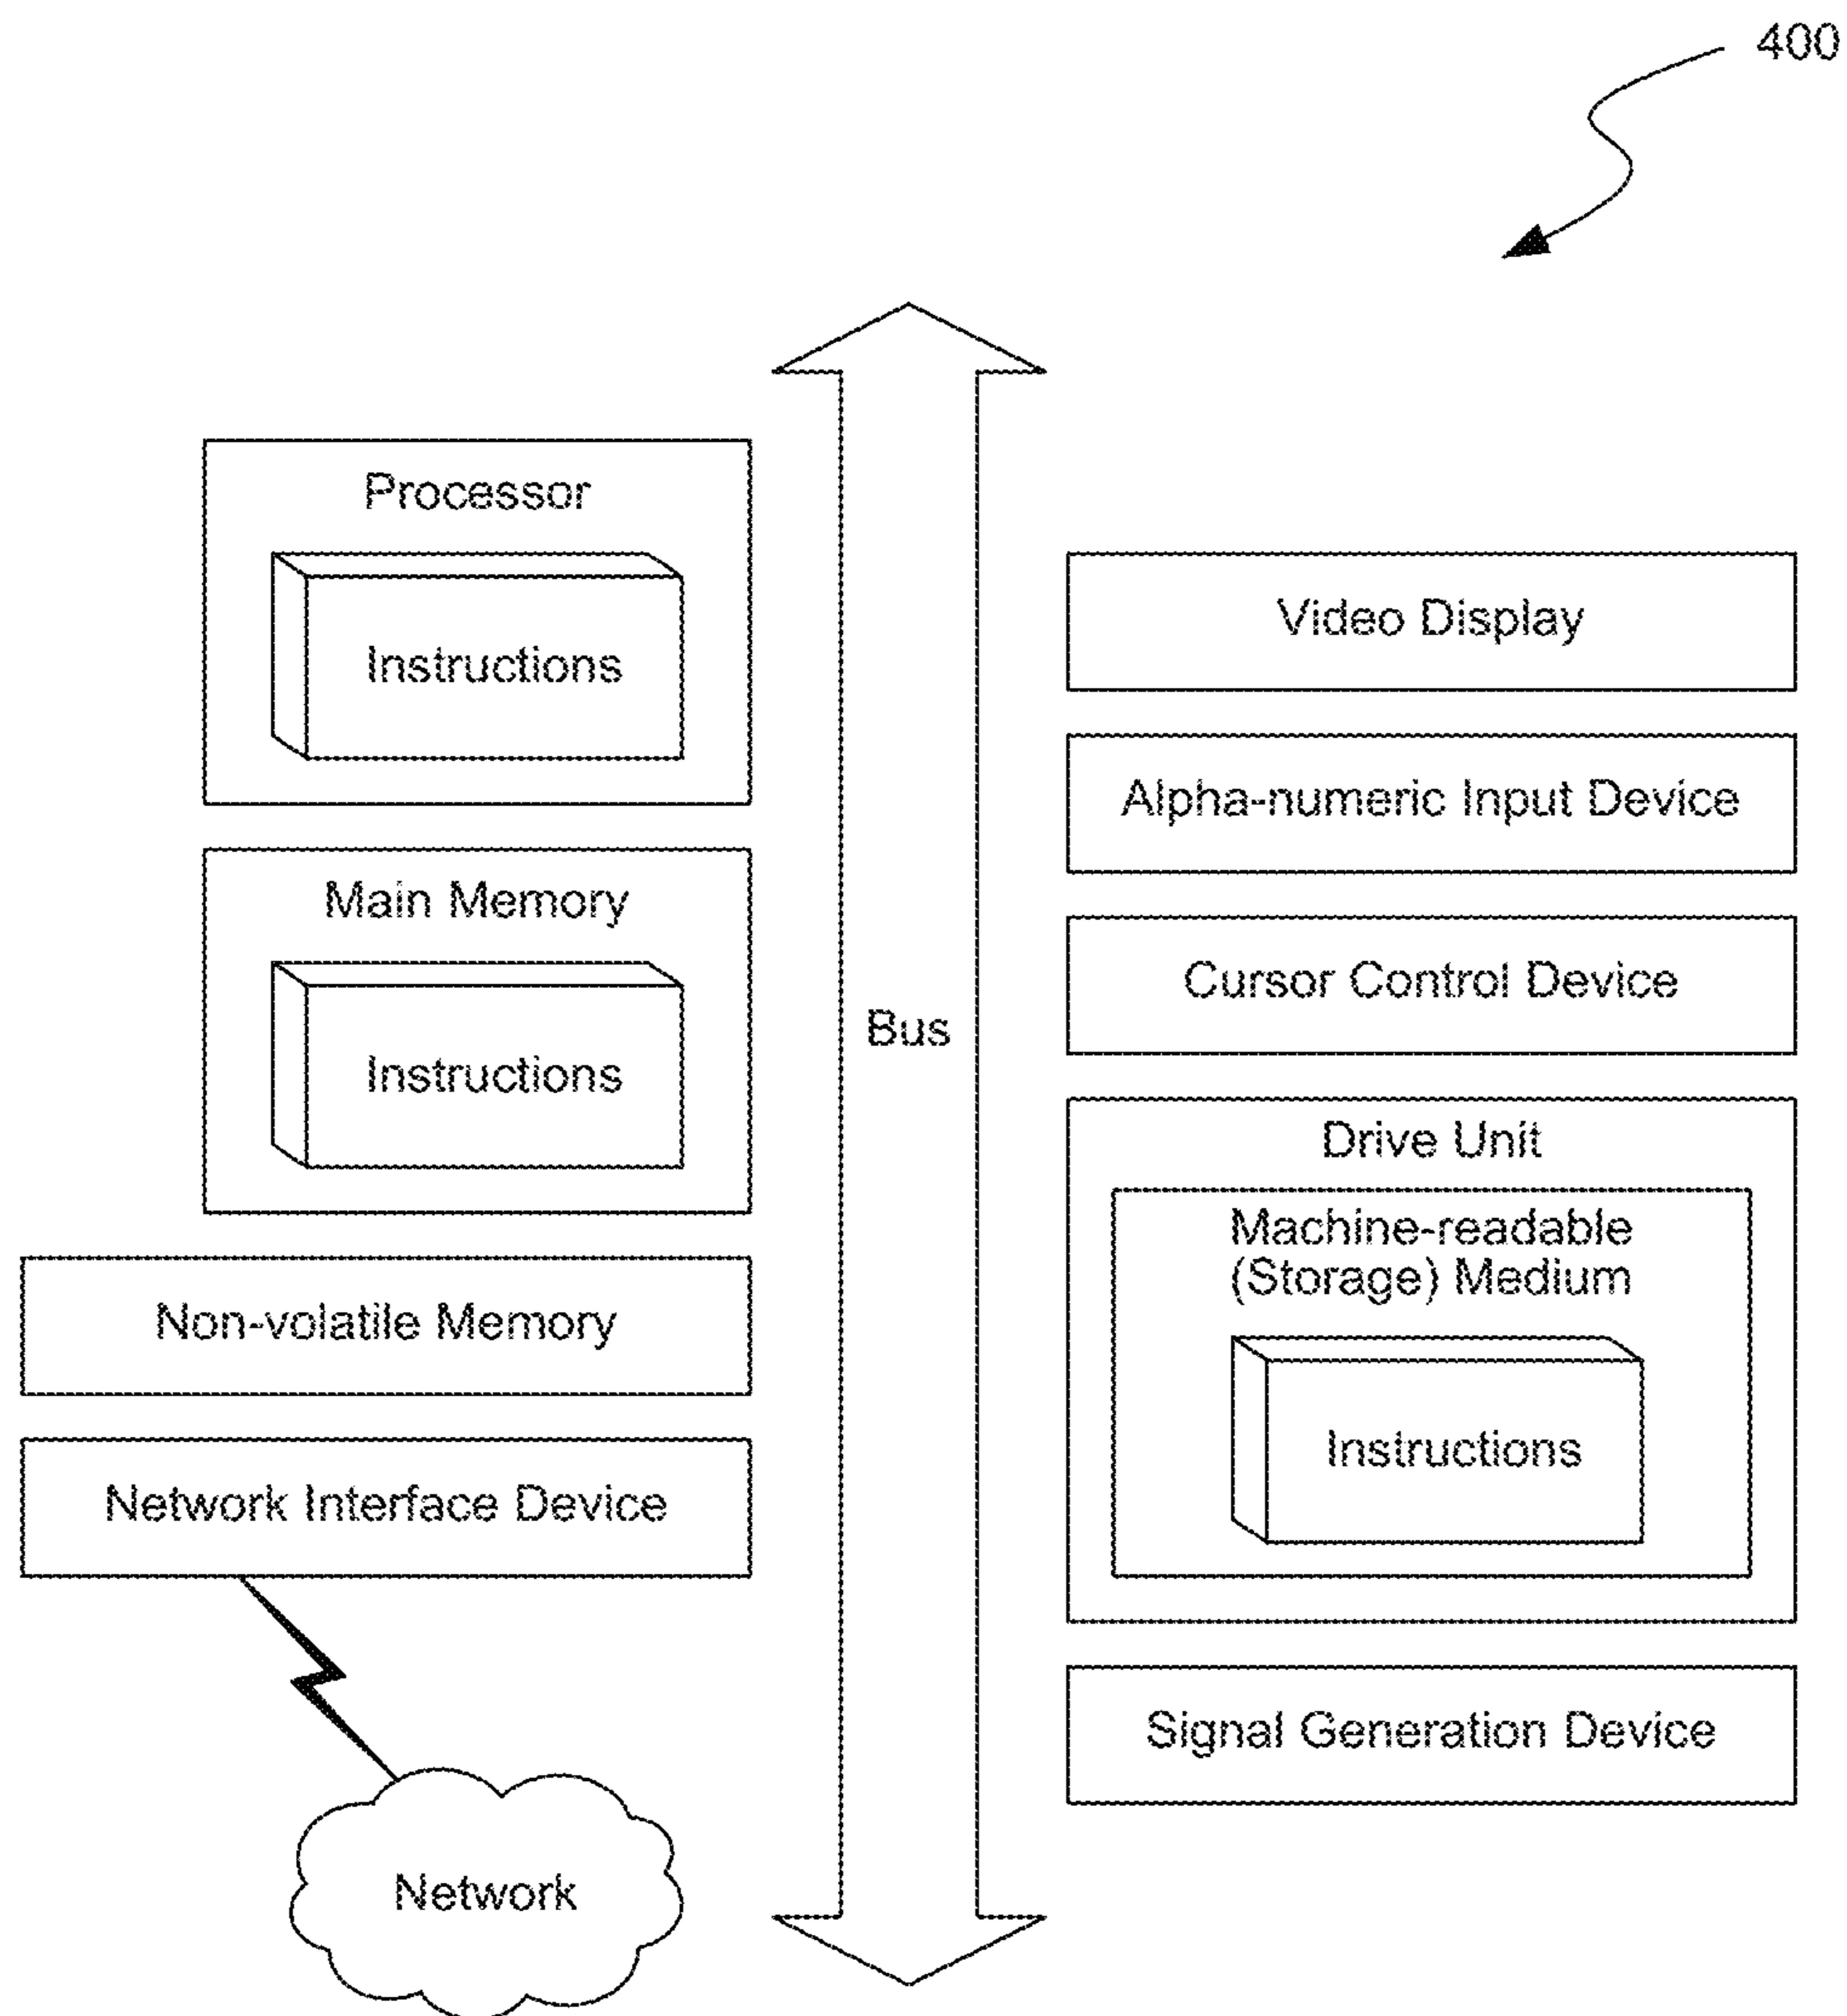 400
Processor
Instructions
Main Memory
Instructions
Non-volatile Memory
Network Interface Device
Network
Bus
Video Display
Alpha-numeric Input Device
Cursor Control Device
Drive Unit
Machine-readable
(Storage) Medium
Instructions
Signal Generation Device